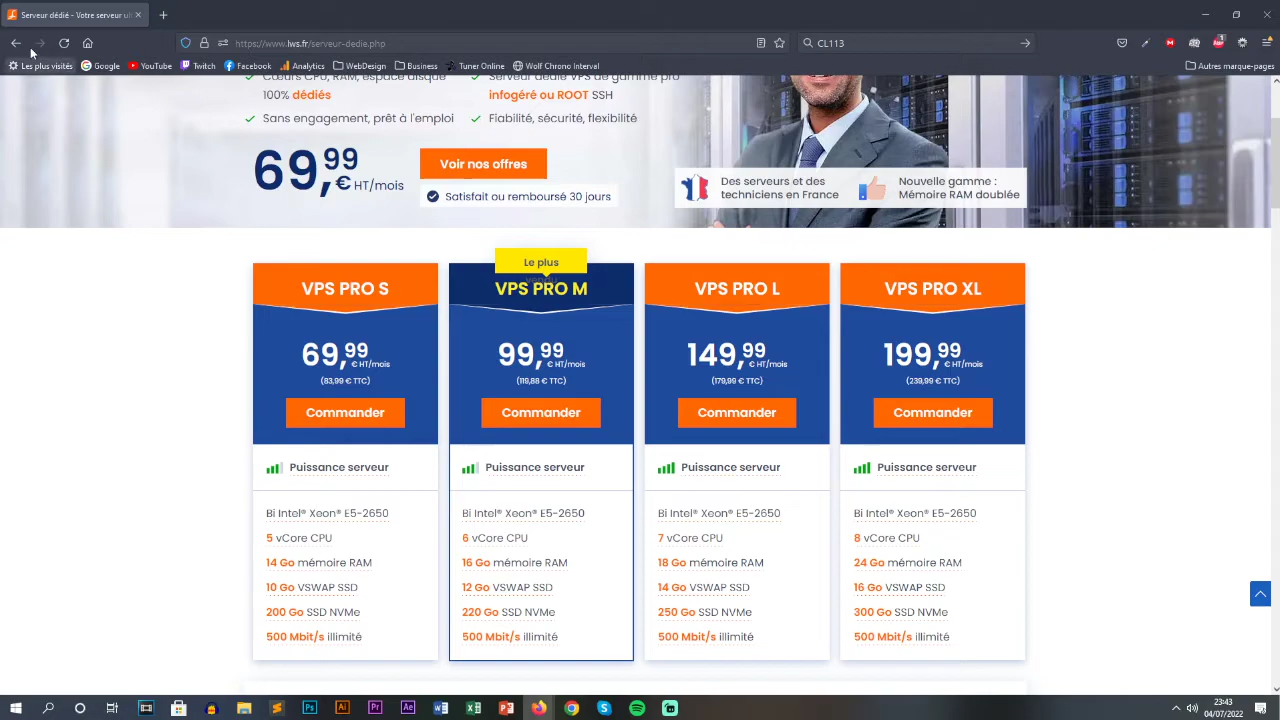 Serveur dédié - Votre serveur ul
https://www.lws.fr/serveur-dedie.php
CL113
Les plus visités
Google
YouTube
Twitch
Facebook
Analytics
WebDesign
Business
Tuner Online
Wolf Chrono Interval
Autres marque-pages
Cœurs CPU, RAM, espace disque
100% dédiés
Sans engagement, prêt à l'emploi
Serveur dédié VPS de gamme pro
infogéré ou ROOT SSH
Fiabilité, sécurité, flexibilité
69,99 € HT/mois
Voir nos offres
Satisfait ou remboursé 30 jours
Des serveurs et des
techniciens en France
Nouvelle gamme :
Mémoire RAM doublée
VPS PRO S
69,99 € HT/mois
(83,99 € TTC)
Commander
Puissance serveur
Bi Intel® Xeon® E5-2650
5 vCore CPU
14 Go mémoire RAM
10 Go VSWAP SSD
200 Go SSD NVMe
500 Mbit/s illimité
Le plus
VPS PRO M
99,99 € HT/mois
(119,88 € TTC)
Commander
Puissance serveur
Bi Intel® Xeon® E5-2650
6 vCore CPU
16 Go mémoire RAM
12 Go VSWAP SSD
220 Go SSD NVMe
500 Mbit/s illimité
VPS PRO L
149,99 € HT/mois
(179,99 € TTC)
Commander
Puissance serveur
Bi Intel® Xeon® E5-2650
7 vCore CPU
18 Go mémoire RAM
14 Go VSWAP SSD
250 Go SSD NVMe
500 Mbit/s illimité
VPS PRO XL
199,99 € HT/mois
(239,99 € TTC)
Commander
Puissance serveur
Bi Intel® Xeon® E5-2650
8 vCore CPU
24 Go mémoire RAM
16 Go VSWAP SSD
300 Go SSD NVMe
500 Mbit/s illimité
23:43
04/07/2022